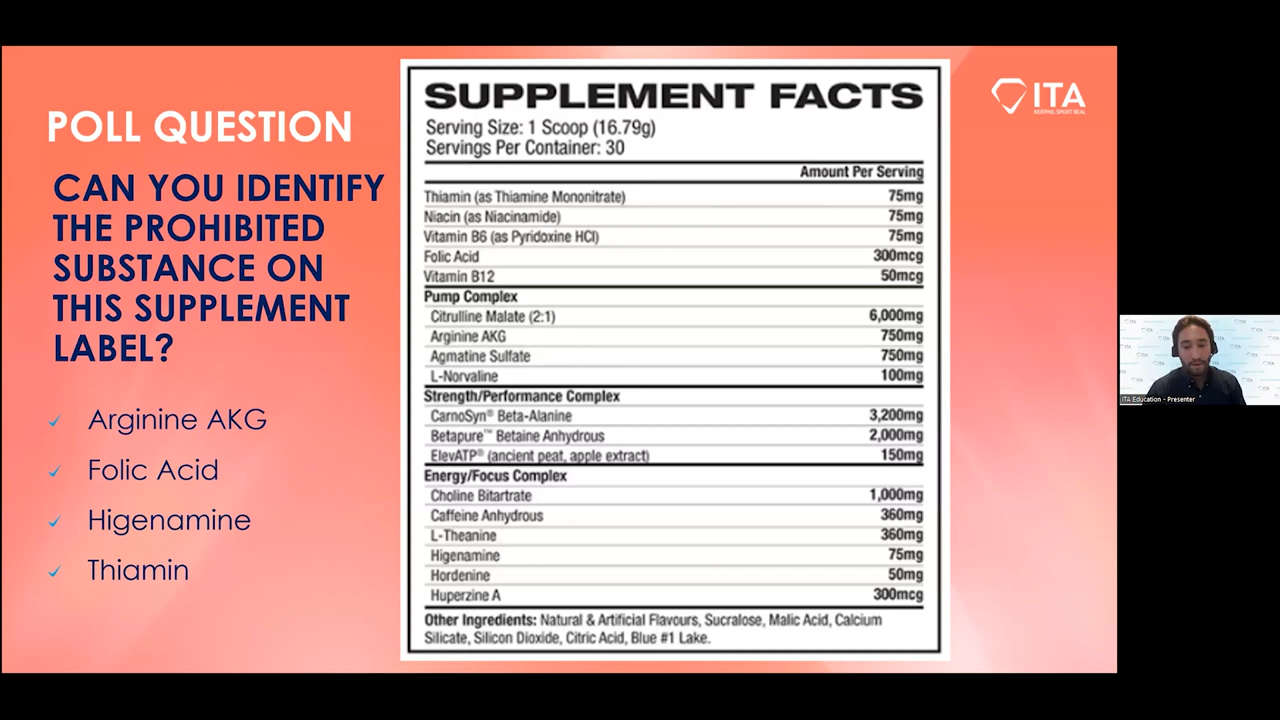 POLL QUESTION
CAN YOU IDENTIFY
THE PROHIBITED
SUBSTANCE ON
THIS SUPPLEMENT
LABEL?
✓ Arginine AKG
✓ Folic Acid
✓ Higenamine
✓ Thiamin
SUPPLEMENT FACTS
Serving Size: 1 Scoop (16.79g)
Servings Per Container: 30
Amount Per Serving
Thiamin (as Thiamine Mononitrate) 75mg
Niacin (as Niacinamide) 75mg
Vitamin B6 (as Pyridoxine HCl) 75mg
Folic Acid 300mcg
Vitamin B12 50mcg
Pump Complex
Citrulline Malate (2:1) 6,000mg
Arginine AKG 750mg
Agmatine Sulfate 750mg
L-Norvaline 100mg
Strength/Performance Complex
CarnoSyn® Beta-Alanine 3,200mg
Betapure™ Betaine Anhydrous 2,000mg
ElevATP® (ancient peat, apple extract) 150mg
Energy/Focus Complex
Choline Bitartrate 1,000mg
Caffeine Anhydrous 360mg
L-Theanine 360mg
Higenamine 75mg
Hordenine 50mg
Huperzine A 300mcg
Other Ingredients: Natural & Artificial Flavours, Sucralose, Malic Acid, Calcium
Silicate, Silicon Dioxide, Citric Acid, Blue #1 Lake.
ITA
KEEPING SPORT REAL
ITA Education - Presenter